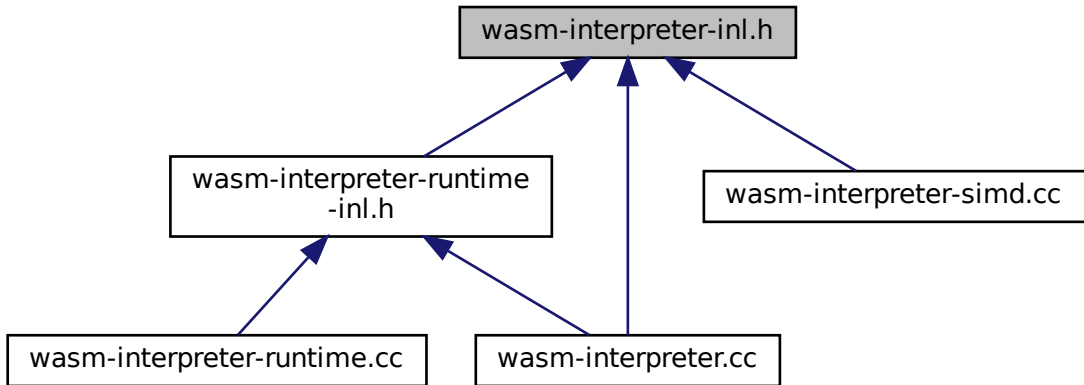 wasm-interpreter-inl.h
wasm-interpreter-runtime
-inl.h
wasm-interpreter-simd.cc
wasm-interpreter-runtime.cc
wasm-interpreter.cc